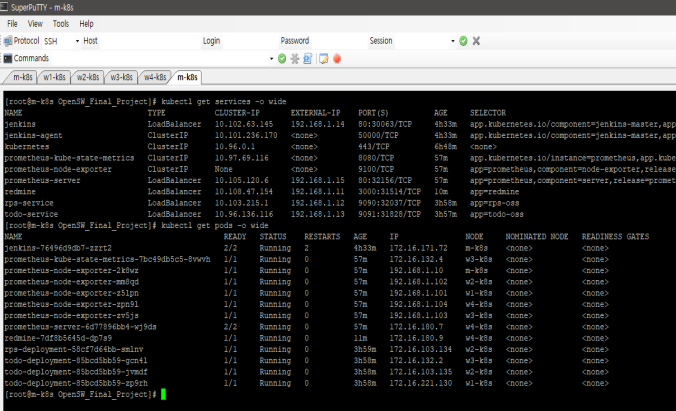 SuperPuTTY - m-k8s
File View Tools Help
Protocol SSH Host Login Password Session
Commands
m-k8s w1-k8s w2-k8s w3-k8s w4-k8s m-k8s
[root@m-k8s OpenSW_Final_Project]# kubectl get services -o wide
NAME TYPE CLUSTER-IP EXTERNAL-IP PORT(S) AGE SELECTOR
jenkins LoadBalancer 10.102.63.145 192.168.1.14 80:30063/TCP 4h33m app.kubernetes.io/component=jenkins-master,app
jenkins-agent ClusterIP 10.101.236.170 <none> 50000/TCP 4h33m app.kubernetes.io/component=jenkins-master,app
kubernetes ClusterIP 10.96.0.1 <none> 443/TCP 6h48m <none>
prometheus-kube-state-metrics ClusterIP 10.97.69.116 <none> 8080/TCP 57m app.kubernetes.io/instance=prometheus,app.kube
prometheus-node-exporter ClusterIP None <none> 9100/TCP 57m app=prometheus,component=node-exporter,release
prometheus-server LoadBalancer 10.105.120.6 192.168.1.15 80:32156/TCP 57m app=prometheus,component=server,release=promet
redmine LoadBalancer 10.108.47.154 192.168.1.11 3000:31514/TCP 10m app=redmine
rps-service LoadBalancer 10.103.215.1 192.168.1.12 9090:32037/TCP 3h58m app=rps-oss
todo-service LoadBalancer 10.96.136.116 192.168.1.13 9091:31828/TCP 3h57m app=todo-oss
[root@m-k8s OpenSW_Final_Project]# kubectl get pods -o wide
NAME READY STATUS RESTARTS AGE IP NODE NOMINATED NODE READINESS GATES
jenkins-76496d9db7-zzrt2 2/2 Running 2 4h33m 172.16.171.72 m-k8s <none> <none>
prometheus-kube-state-metrics-7bc49db5c5-8vwvh 1/1 Running 0 57m 172.16.132.4 w3-k8s <none> <none>
prometheus-node-exporter-2k8wz 1/1 Running 0 57m 192.168.1.10 m-k8s <none> <none>
prometheus-node-exporter-mm8qd 1/1 Running 0 57m 192.168.1.102 w2-k8s <none> <none>
prometheus-node-exporter-z5lpn 1/1 Running 0 57m 192.168.1.101 w1-k8s <none> <none>
prometheus-node-exporter-zpn91 1/1 Running 0 57m 192.168.1.104 w4-k8s <none> <none>
prometheus-node-exporter-zv5js 1/1 Running 0 57m 192.168.1.103 w3-k8s <none> <none>
prometheus-server-6d77896bb4-wj9ds 2/2 Running 0 57m 172.16.180.7 w4-k8s <none> <none>
redmine-7df8b5645d-dp7s9 1/1 Running 0 11m 172.16.180.9 w4-k8s <none> <none>
rps-deployment-58cf7d64bb-smlnv 1/1 Running 0 3h59m 172.16.103.134 w2-k8s <none> <none>
todo-deployment-85bcd5bb59-gcn41 1/1 Running 0 3h58m 172.16.132.2 w3-k8s <none> <none>
todo-deployment-85bcd5bb59-jvmdf 1/1 Running 0 3h58m 172.16.103.135 w2-k8s <none> <none>
todo-deployment-85bcd5bb59-zp9rh 1/1 Running 0 3h58m 172.16.221.130 w1-k8s <none> <none>
[root@m-k8s OpenSW_Final_Project]#